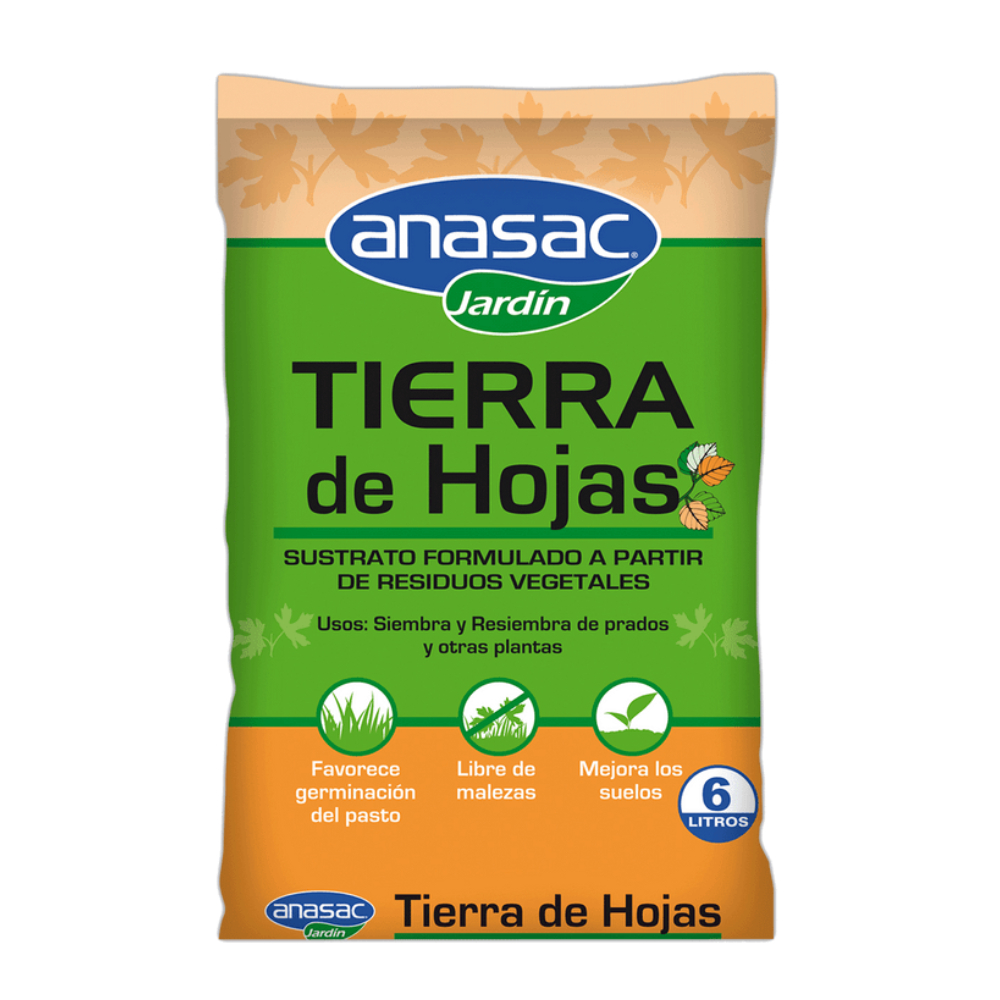 anasac
Jardín
TIERRA
de Hojas
SUSTRATO FORMULADO A PARTIR
DE RESIDUOS VEGETALES
Usos: Siembra y Resiembra de prados
y otras plantas
Favorece
germinación
del pasto
Libre de
malezas
Mejora los
suelos
6
LITROS
anasac
Jardín
Tierra de Hojas